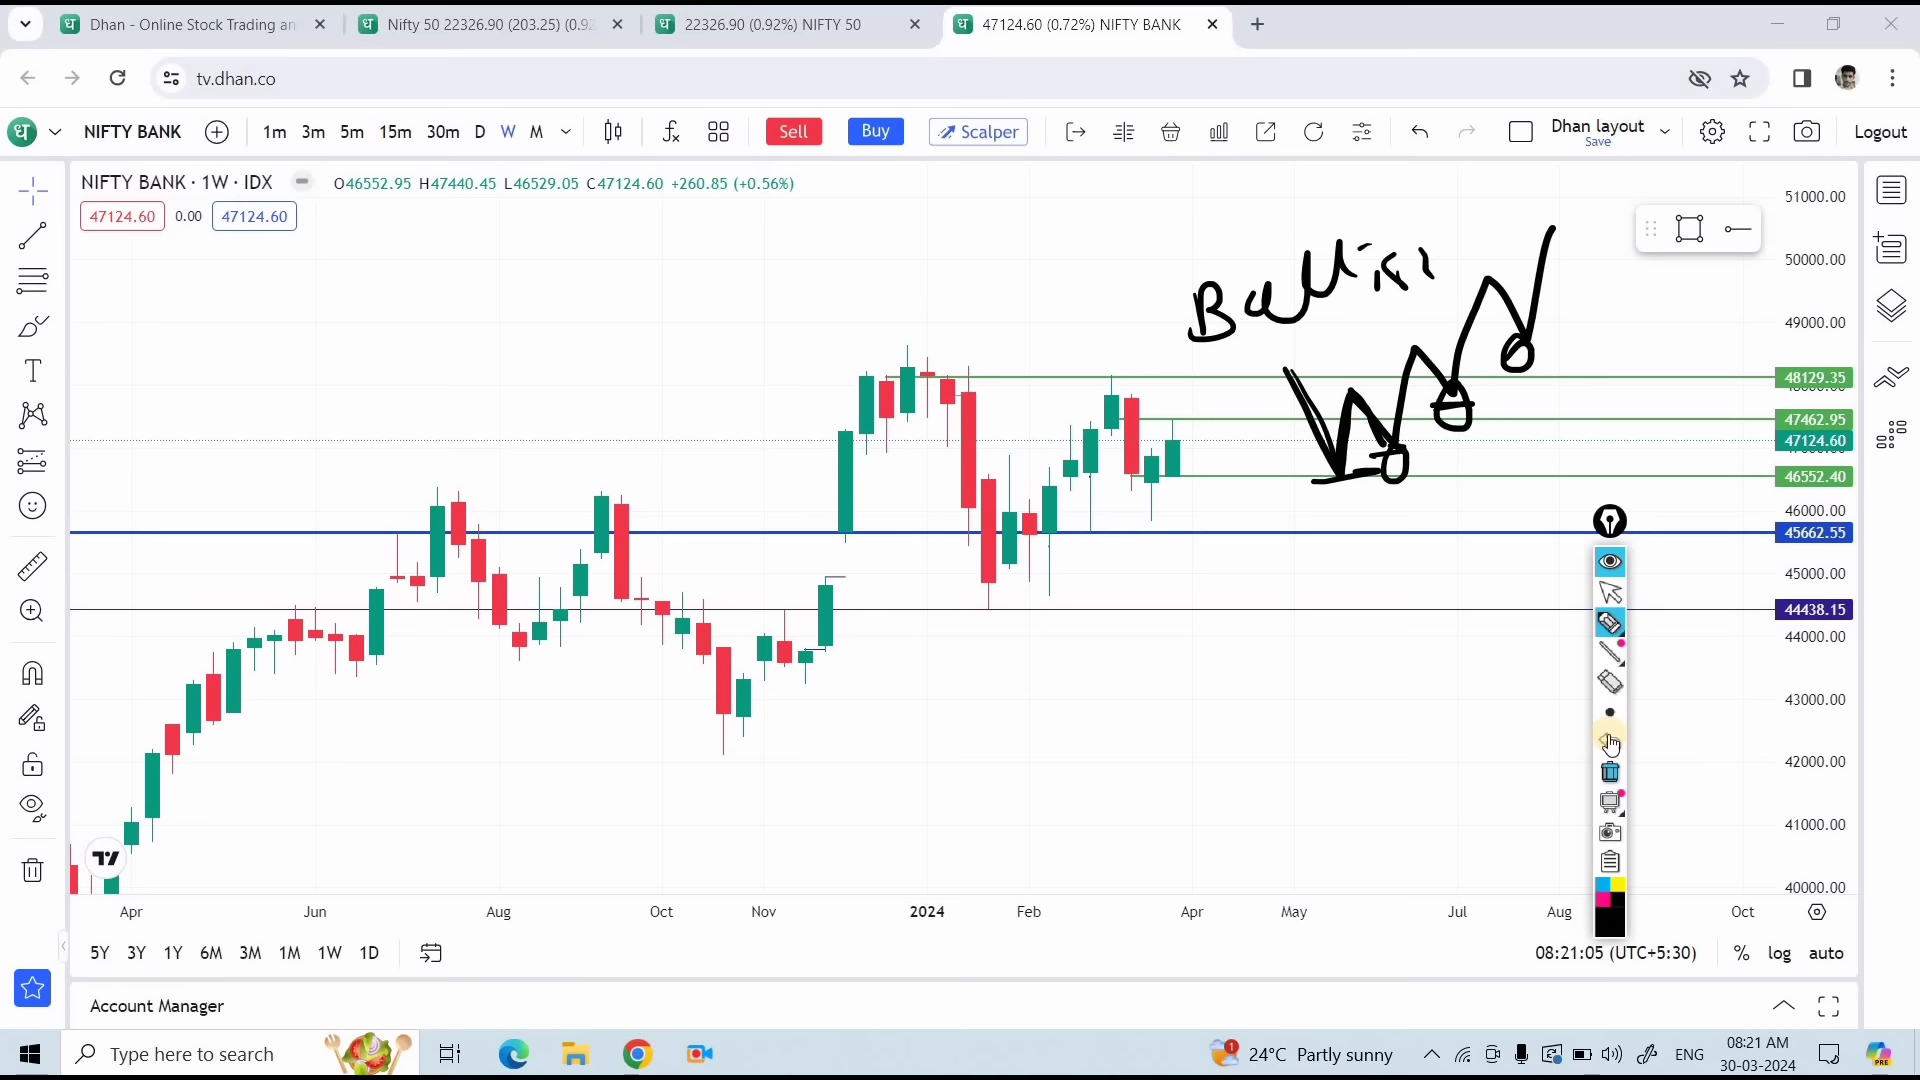 Dhan - Online Stock Trading an
Nifty 50 22326.90 (203.25) (0.92
22326.90 (0.92%) NIFTY 50
47124.60 (0.72%) NIFTY BANK
tv.dhan.co
ध
NIFTY BANK
1m 3m 5m 15m 30m D W M
Sell
Buy
Scalper
Dhan layout
Save
Logout
NIFTY BANK · 1W · IDX
O46552.95 H47440.45 L46529.05 C47124.60 +260.85 (+0.56%)
47124.60 0.00 47124.60
51000.00
50000.00
49000.00
48129.35
47462.95
47124.60
46552.40
46000.00
45662.55
45000.00
44438.15
44000.00
43000.00
42000.00
41000.00
40000.00
Apr Jun Aug Oct Nov 2024 Feb Apr May Jul Aug Oct
5Y 3Y 1Y 6M 3M 1M 1W 1D
08:21:05 (UTC+5:30)
% log auto
Account Manager
Type here to search
1
24°C Partly sunny
ENG
08:21 AM
30-03-2024
PRE